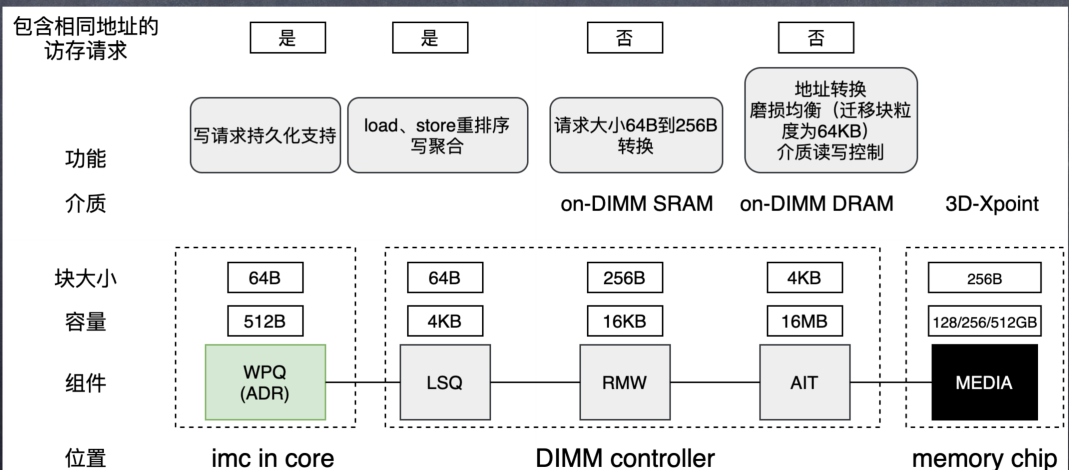 包含相同地址的
访存请求
是
是
否
否
功能
写请求持久化支持
load、store重排序
写聚合
请求大小64B到256B
转换
地址转换
磨损均衡（迁移块粒
度为64KB）
介质读写控制
介质
on-DIMM SRAM
on-DIMM DRAM
3D-Xpoint
块大小
64B
64B
256B
4KB
256B
容量
512B
4KB
16KB
16MB
128/256/512GB
组件
WPQ
(ADR)
LSQ
RMW
AIT
MEDIA
位置
imc in core
DIMM controller
memory chip